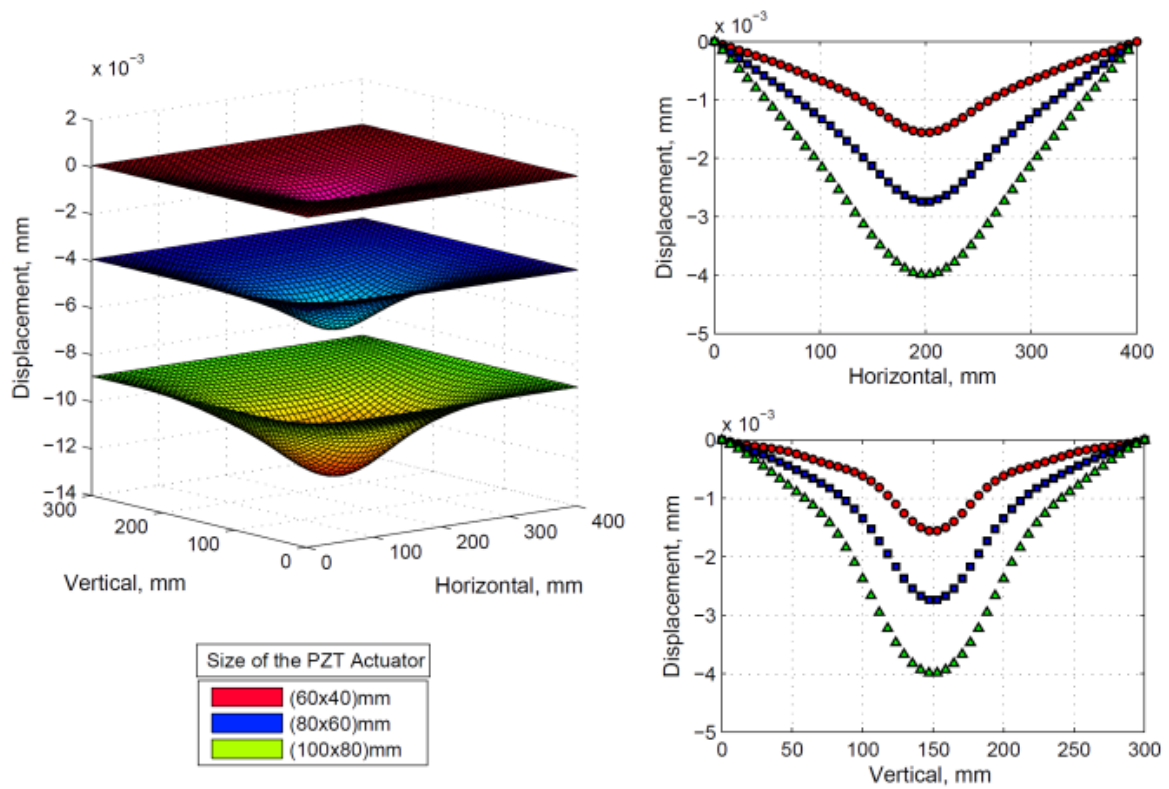 x 10⁻³
2
0
−2
−4
−6
−8
−10
−12
−14
Displacement, mm
300
200
100
0
Vertical, mm
0
100
200
300
400
Horizontal, mm
Size of the PZT Actuator
(60x40)mm
(80x60)mm
(100x80)mm
x 10⁻³
0
−1
−2
−3
−4
−5
Displacement, mm
0 100 200 300 400
Horizontal, mm
x 10⁻³
0
−1
−2
−3
−4
−5
Displacement, mm
0 50 100 150 200 250 300
Vertical, mm